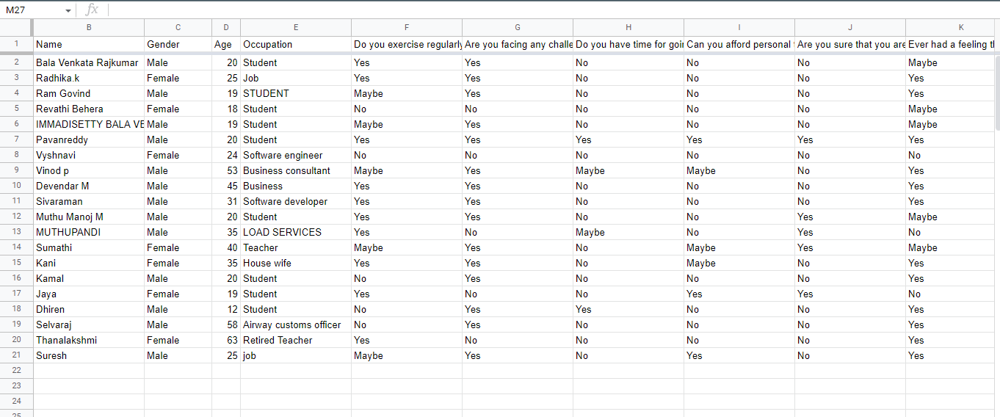 M27 fx
B C D E F G H I J K
1 Name Gender Age Occupation Do you exercise regularly Are you facing any challe Do you have time for goin Can you afford personal Are you sure that you are Ever had a feeling th
2 Bala Venkata Rajkumar Male 20 Student Yes Yes No No No Maybe
3 Radhika.k Female 25 Job Yes Yes No No No Yes
4 Ram Govind Male 19 STUDENT Maybe Yes No No No Yes
5 Revathi Behera Female 18 Student No No No No No Maybe
6 IMMADISETTY BALA VE Male 19 Student Maybe Yes No No No Maybe
7 Pavanreddy Male 20 Student Yes Yes Yes Yes Yes Yes
8 Vyshnavi Female 24 Software engineer No No No No No No
9 Vinod p Male 53 Business consultant Maybe Yes Maybe Maybe No Yes
10 Devendar M Male 45 Business Yes Yes No No No Yes
11 Sivaraman Male 31 Software developer Yes Yes No No No Yes
12 Muthu Manoj M Male 20 Student Yes Yes No No Yes Maybe
13 MUTHUPANDI Male 35 LOAD SERVICES Yes No Maybe No Yes No
14 Sumathi Female 40 Teacher Maybe Yes No Maybe Yes Maybe
15 Kani Female 35 House wife Yes Yes No Maybe No Yes
16 Kamal Male 20 Student No Yes No No No Yes
17 Jaya Female 19 Student Yes No No Yes Yes No
18 Dhiren Male 12 Student No Yes Yes No No Yes
19 Selvaraj Male 58 Airway customs officer No Yes No No No Yes
20 Thanalakshmi Female 63 Retired Teacher Yes No No No No Yes
21 Suresh Male 25 job Maybe Yes No Yes No Yes
22
23
24
25